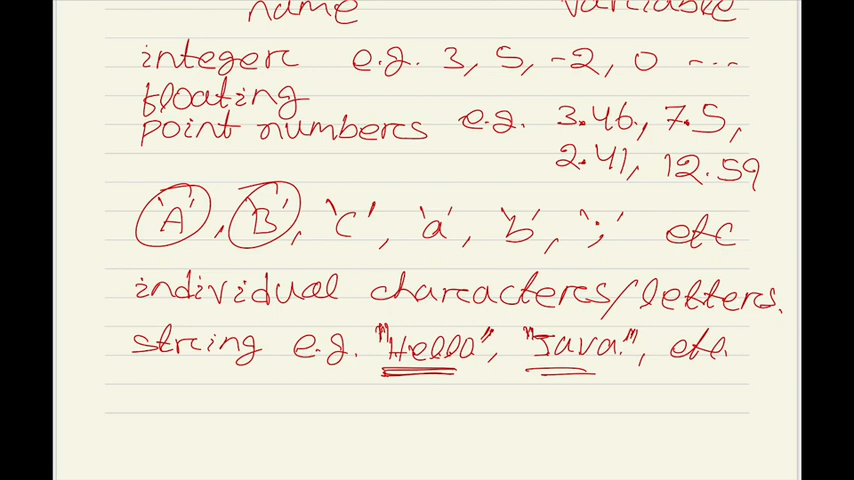 name variable
integer e.g. 3, 5, -2, 0 ...
floating
point numbers e.g. 3.46, 7.5,
2.41, 12.59
'A', 'B', 'c', 'a', 'b', ';' etc
individual characters/letters.
string e.g. "Hello", "Java!", etc.